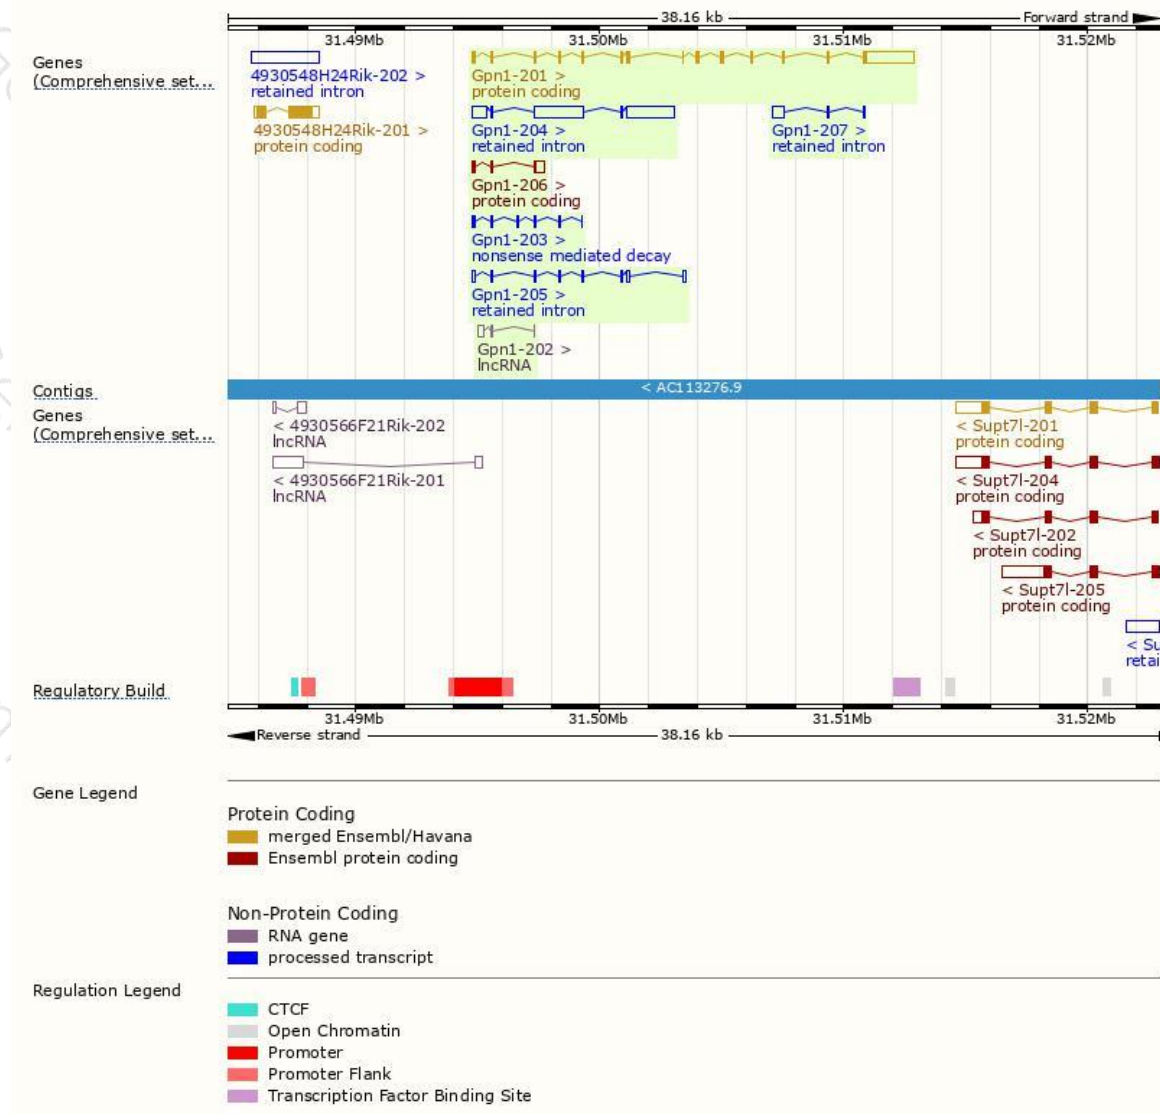 38.16 kb
Forward strand
31.49Mb 31.50Mb 31.51Mb 31.52Mb
Genes
(Comprehensive set...
4930548H24Rik-202 >
retained intron
4930548H24Rik-201 >
protein coding
Gpn1-201 >
protein coding
Gpn1-204 >
retained intron
Gpn1-207 >
retained intron
Gpn1-206 >
protein coding
Gpn1-203 >
nonsense mediated decay
Gpn1-205 >
retained intron
Gpn1-202 >
lncRNA
Contigs
< AC113276.9
Genes
(Comprehensive set...
< 4930566F21Rik-202
lncRNA
< 4930566F21Rik-201
lncRNA
< Supt7l-201
protein coding
< Supt7l-204
protein coding
< Supt7l-202
protein coding
< Supt7l-205
protein coding
< Su
retai
Regulatory Build
31.49Mb 31.50Mb 31.51Mb 31.52Mb
Reverse strand
38.16 kb
Gene Legend
Protein Coding
merged Ensembl/Havana
Ensembl protein coding
Non-Protein Coding
RNA gene
processed transcript
Regulation Legend
CTCF
Open Chromatin
Promoter
Promoter Flank
Transcription Factor Binding Site